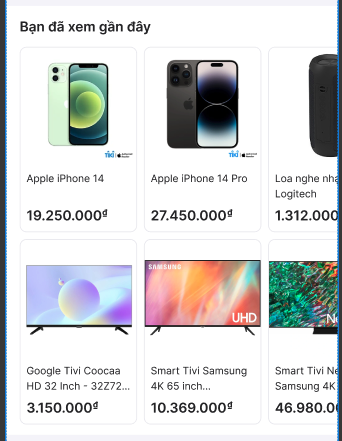 Bạn đã xem gần đây
TIKI
TIKI
Apple iPhone 14
Apple iPhone 14 Pro
Loa nghe
Logitech
19.250.000₫
27.450.000₫
1.312.000
SAMSUNG
UHD
Google Tivi Coocaa
HD 32 Inch - 32Z72...
Smart Tivi Samsung
4K 65 inch...
Smart Tivi
Samsung 4K
3.150.000₫
10.369.000₫
46.980.0